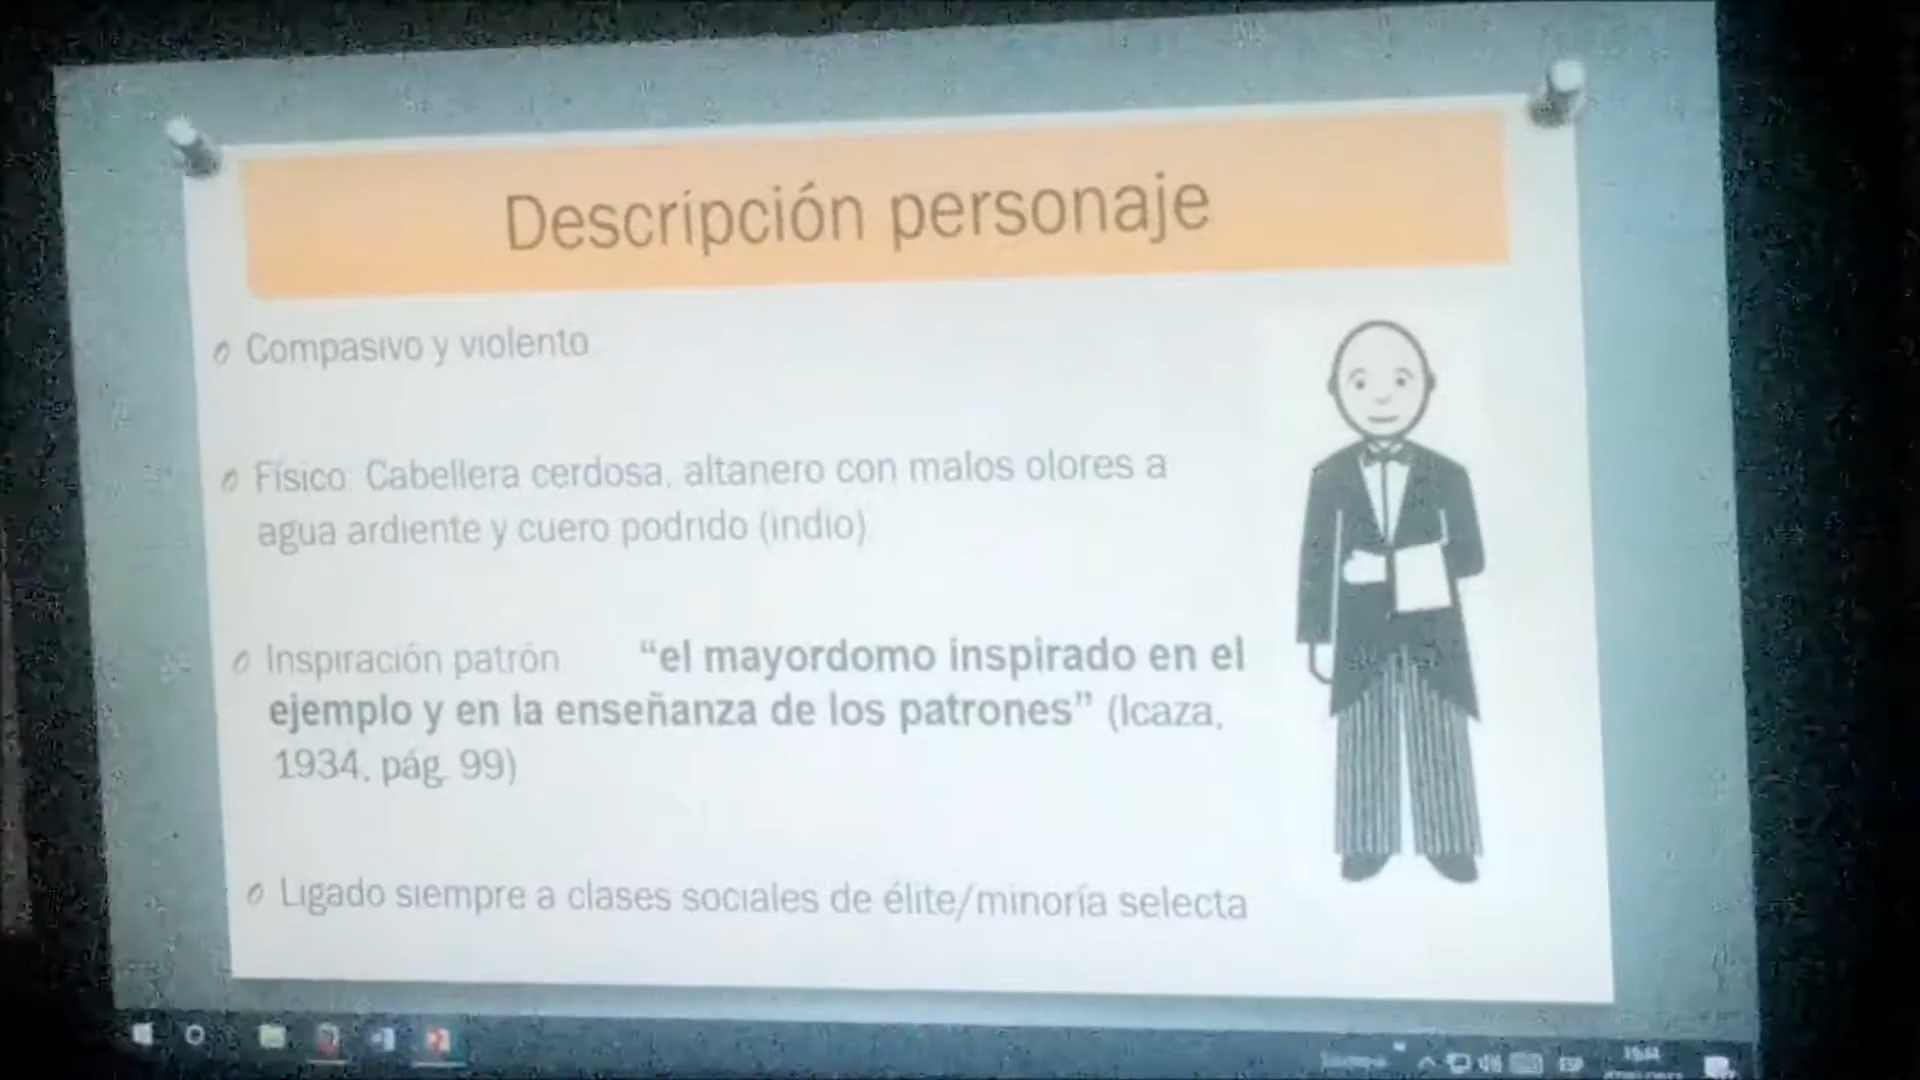 Descripción personaje
Compasivo y violento
Físico: Cabellera cerdosa, altanero con malos olores a
agua ardiente y cuero podrido (indio)
Inspiración patrón “el mayordomo inspirado en el
ejemplo y en la enseñanza de los patrones” (Icaza,
1934, pág. 99)
Ligado siempre a clases sociales de élite/minoría selecta
ESP